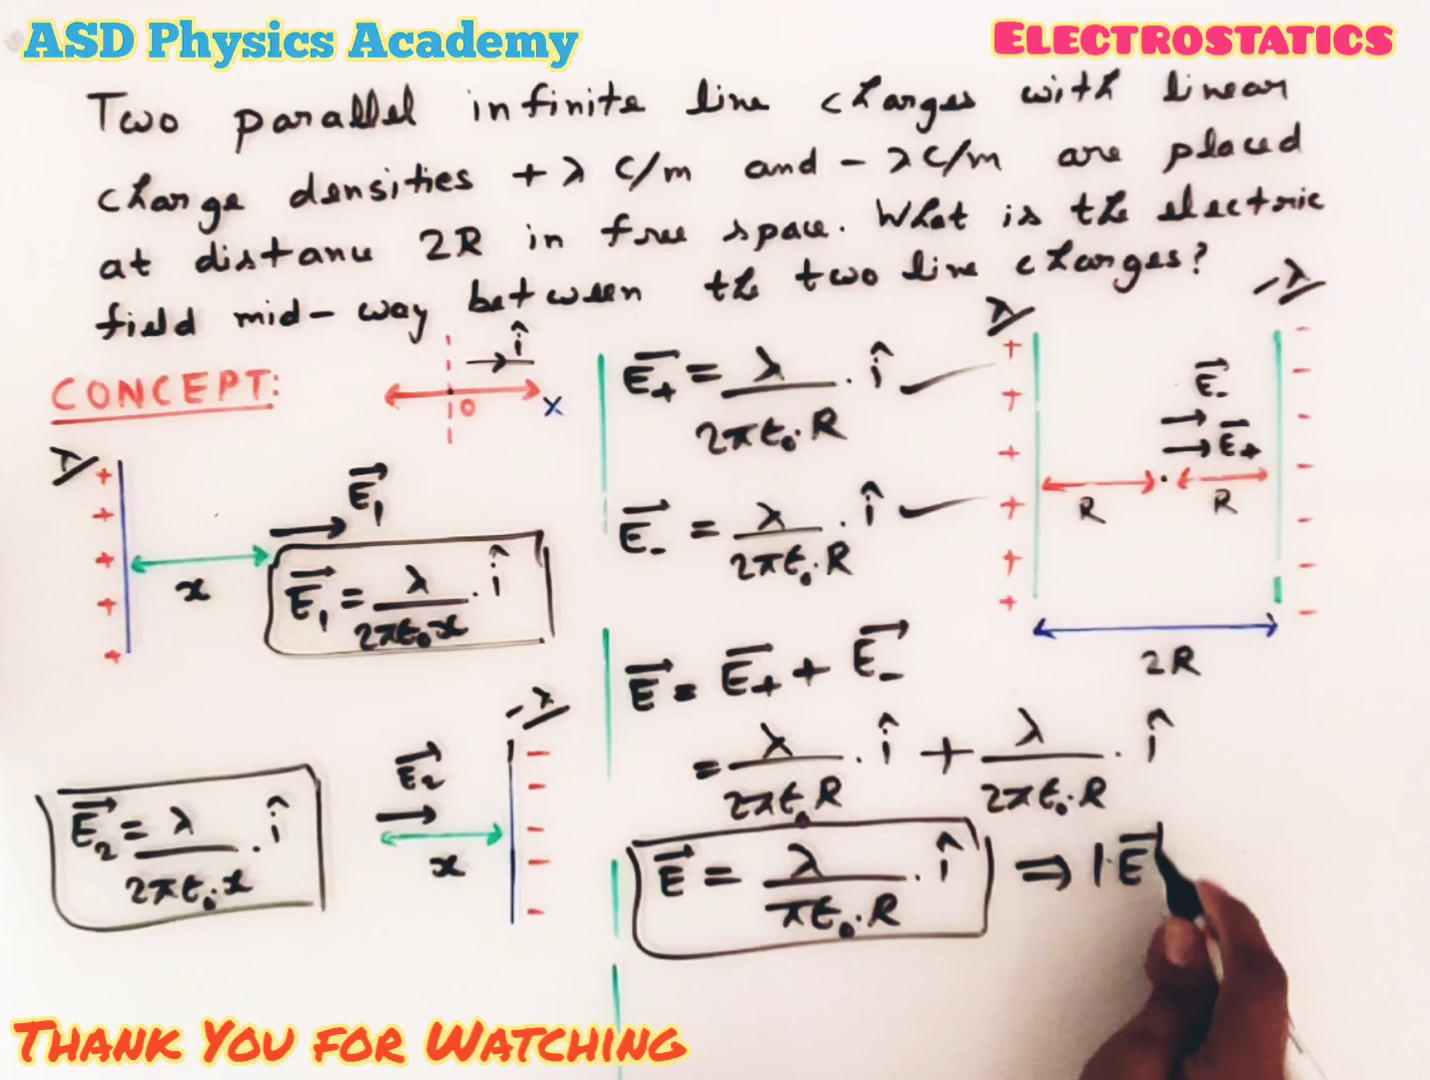 ASD Physics Academy
ELECTROSTATICS
Two parallel infinite line charges with linear
charge densities +λ C/m and -λ C/m are placed
at distance 2R in free space. What is the electric
field mid-way between the two line charges?
CONCEPT:
î
O
X
λ
+ + + + +
x
E₁→
E₁→ = λ/2πε₀x . î
-λ
- - - - -
E₂→
x
E₂→ = λ/2πε₀.x . î
E₊→ = λ/2πε₀.R . î ✓
E₋→ = λ/2πε₀.R . î ✓
E→ = E₊→ + E₋→
= λ/2πε₀R . î + λ/2πε₀.R . î
E→ = λ/πε₀.R . î ⇒ |E→|
λ
-λ
+ + + + + +
- - - - - - -
E₋→
E₊→
R
R
2R
THANK YOU FOR WATCHING